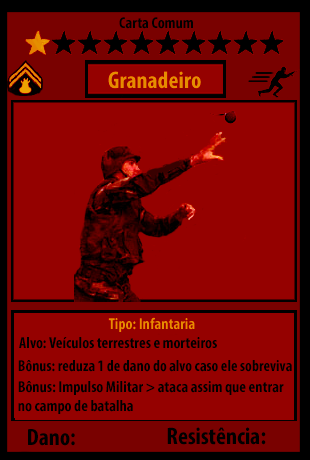 Carta Comum
Granadeiro
Tipo: Infantaria
Alvo: Veículos terrestres e morteiros
Bônus: reduza 1 de dano do alvo caso ele sobreviva
Bônus: Impulso Militar > ataca assim que entrar
no campo de batalha
Dano:
Resistência: